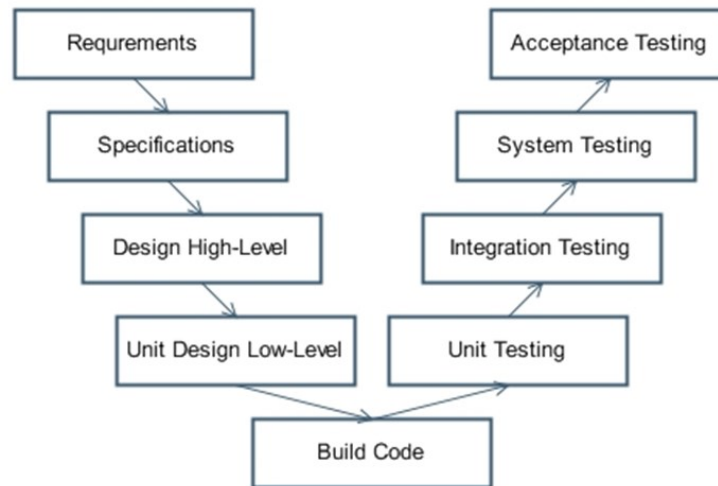 Requrements
Acceptance Testing
Specifications
System Testing
Design High-Level
Integration Testing
Unit Design Low-Level
Unit Testing
Build Code